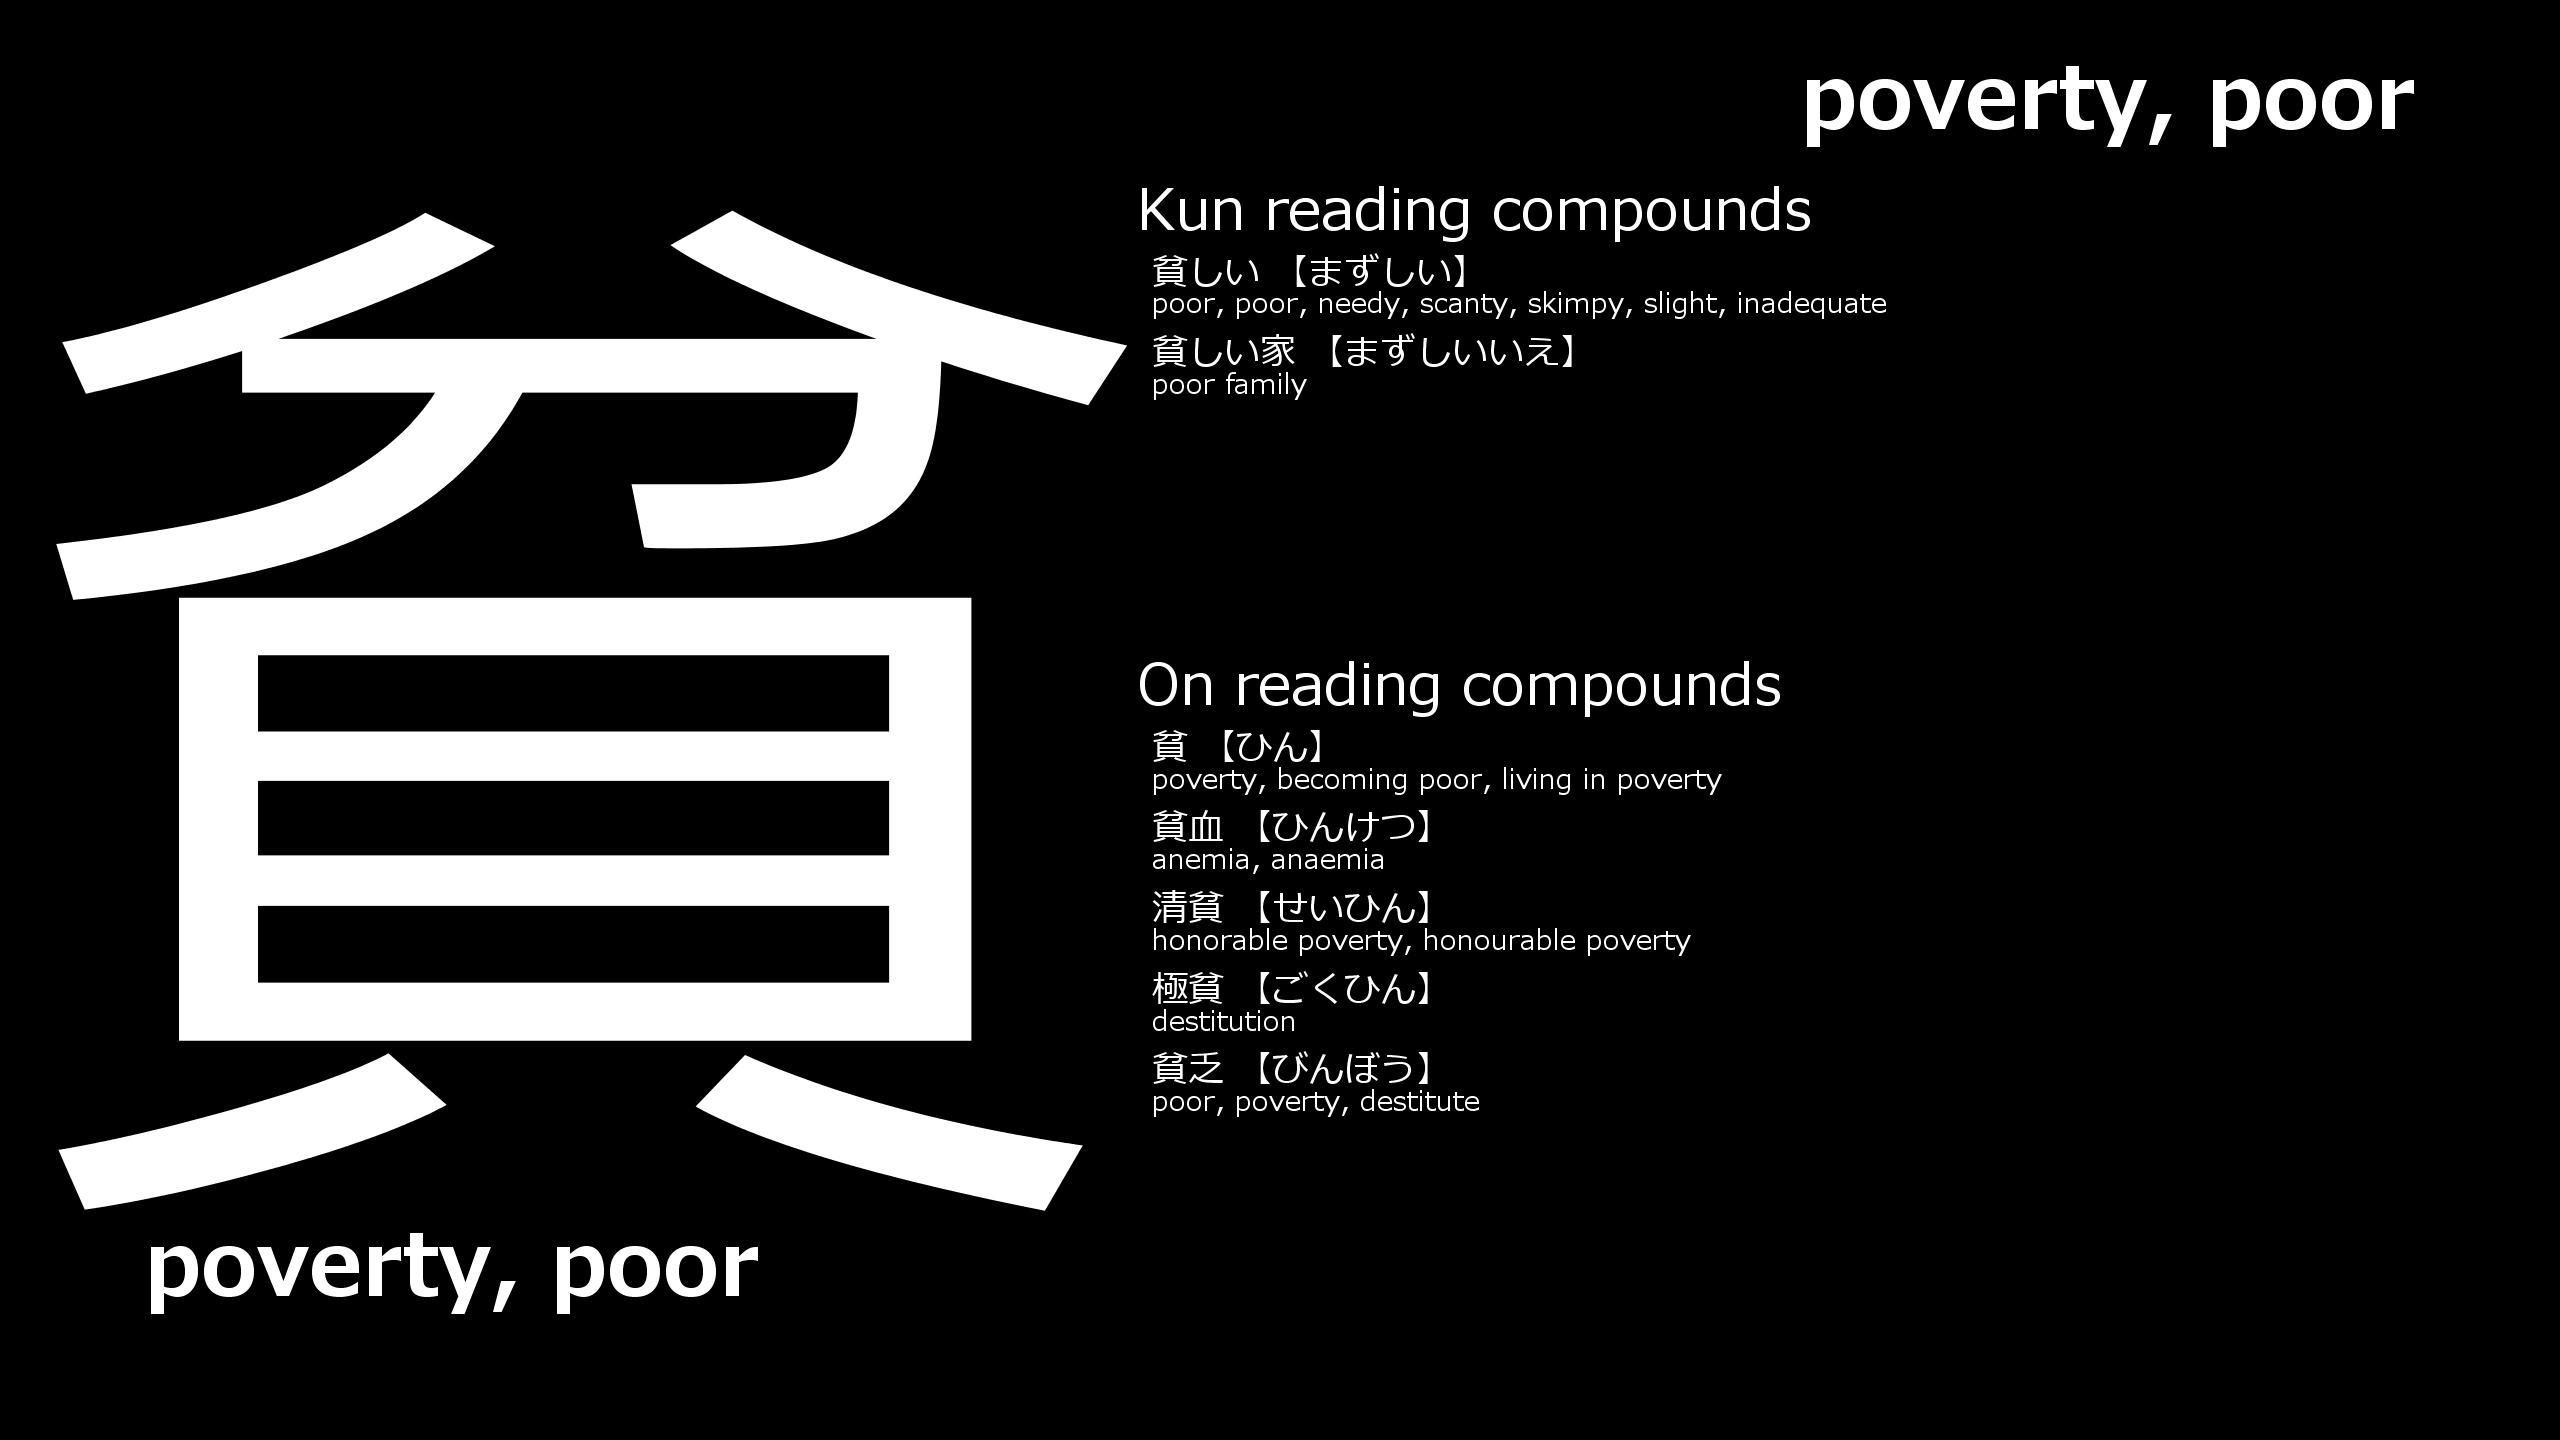 poverty, poor
貧
poverty, poor
Kun reading compounds
貧しい 【まずしい】
poor, poor, needy, scanty, skimpy, slight, inadequate
貧しい家 【まずしいいえ】
poor family
On reading compounds
貧 【ひん】
poverty, becoming poor, living in poverty
貧血 【ひんけつ】
anemia, anaemia
清貧 【せいひん】
honorable poverty, honourable poverty
極貧 【ごくひん】
destitution
貧乏 【びんぼう】
poor, poverty, destitute